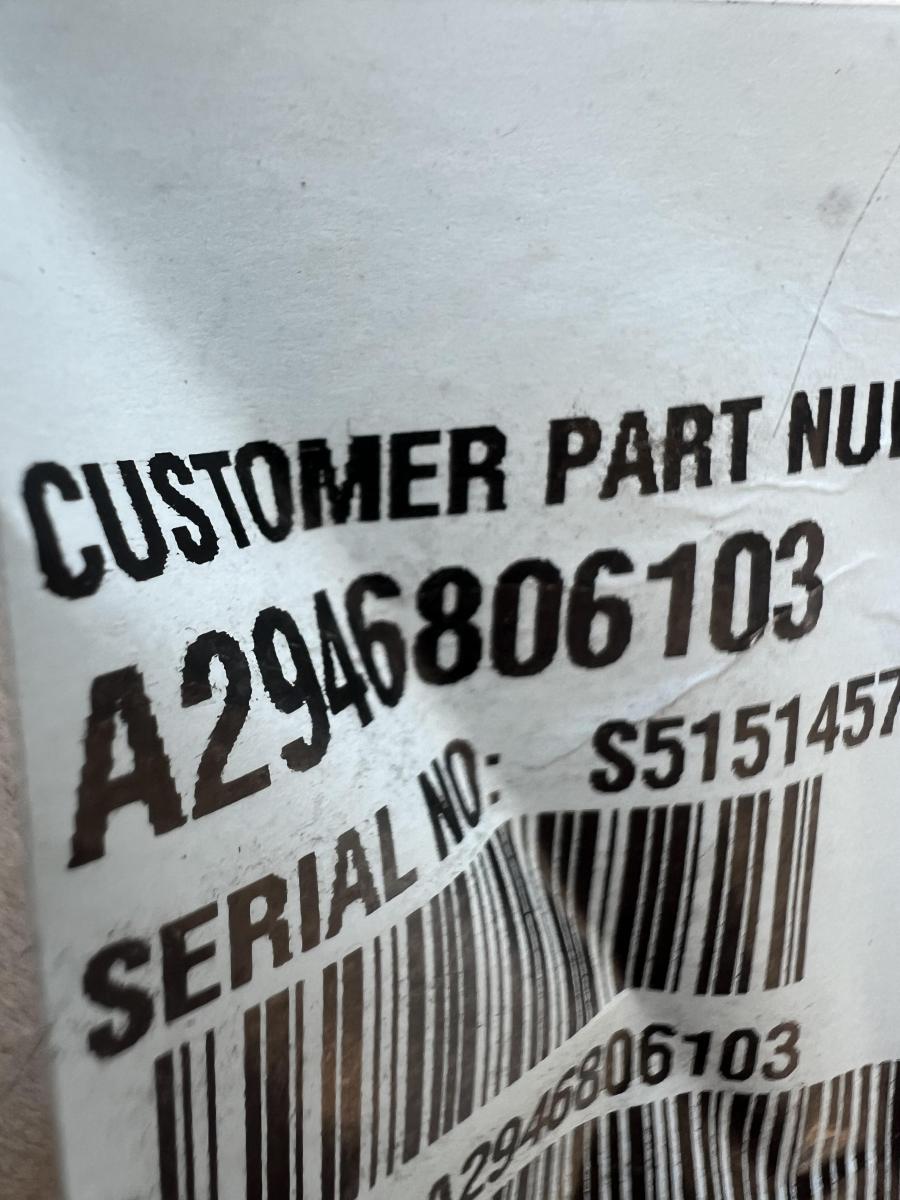 CUSTOMER PART NU
A2946806103
SERIAL NO: S5151457
A2946806103